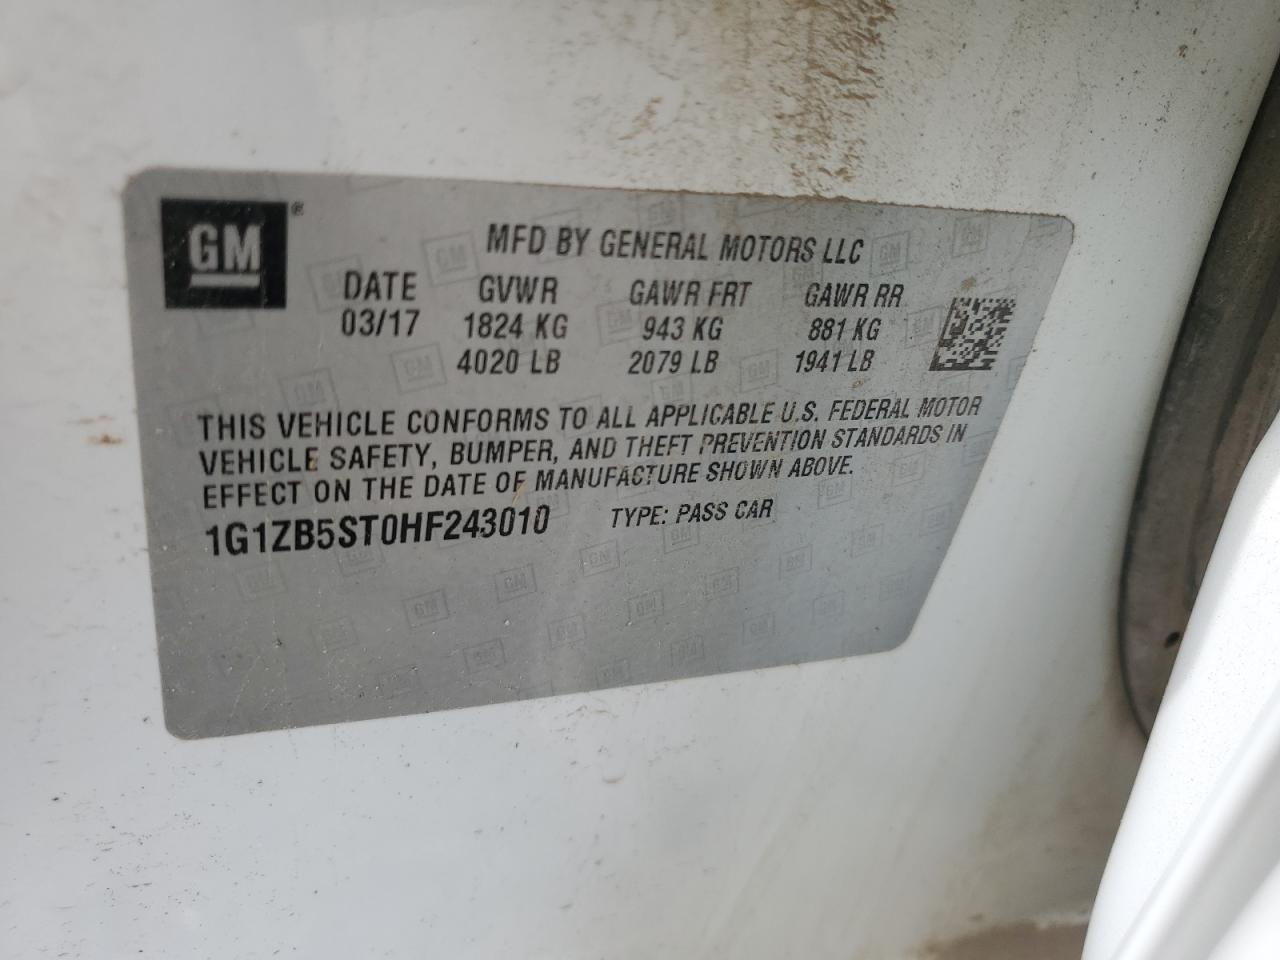 GM®
MFD BY GENERAL MOTORS LLC
DATE GVWR GAWR FRT GAWR RR
03/17 1824 KG 943 KG 881 KG
4020 LB 2079 LB 1941 LB
THIS VEHICLE CONFORMS TO ALL APPLICABLE U.S. FEDERAL MOTOR
VEHICLE SAFETY, BUMPER, AND THEFT PREVENTION STANDARDS IN
EFFECT ON THE DATE OF MANUFACTURE SHOWN ABOVE.
1G1ZB5ST0HF243010 TYPE: PASS CAR